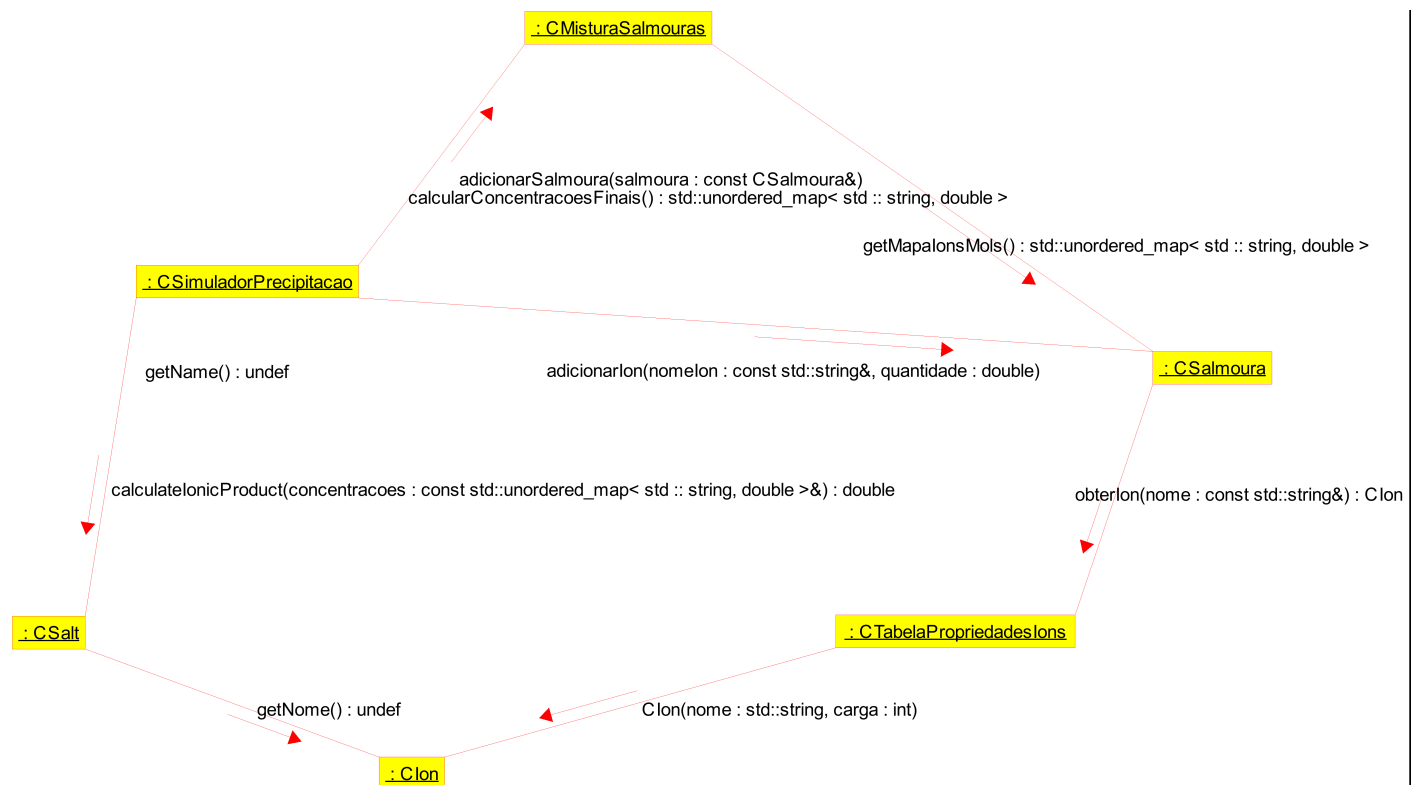 : CMisturaSalmouras
adicionarSalmoura(salmoura : const CSalmoura&)
calcularConcentracoesFinais() : std::unordered_map< std :: string, double >
getMapaIonsMols() : std::unordered_map< std :: string, double >
: CSimuladorPrecipitacao
getName() : undef
adicionarIon(nomeIon : const std::string&, quantidade : double)
: CSalmoura
calculateIonicProduct(concentracoes : const std::unordered_map< std :: string, double >&) : double
obterIon(nome : const std::string&) : CIon
: CSalt
: CTabelaPropriedadesIons
getNome() : undef
CIon(nome : std::string, carga : int)
: CIon